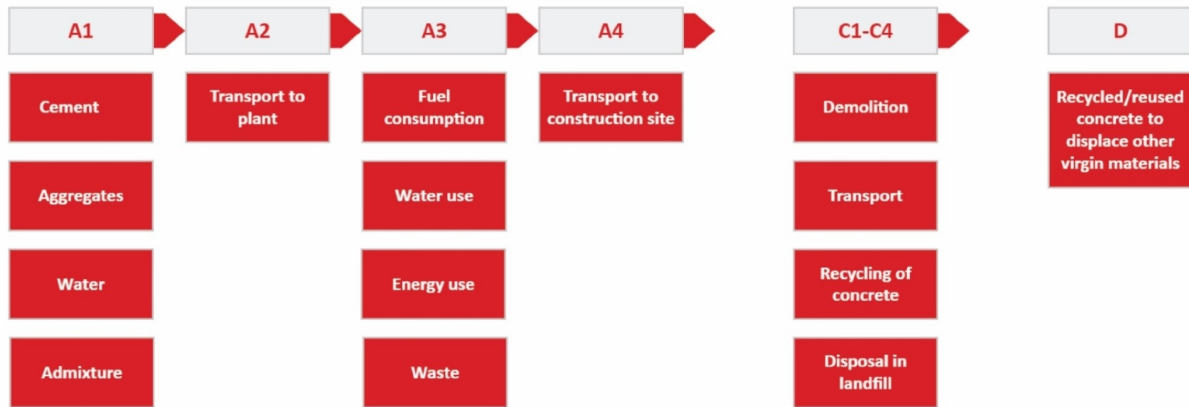 A1
A2
A3
A4
C1-C4
D
Cement
Aggregates
Water
Admixture
Transport to
plant
Fuel
consumption
Water use
Energy use
Waste
Transport to
construction site
Demolition
Transport
Recycling of
concrete
Disposal in
landfill
Recycled/reused
concrete to
displace other
virgin materials